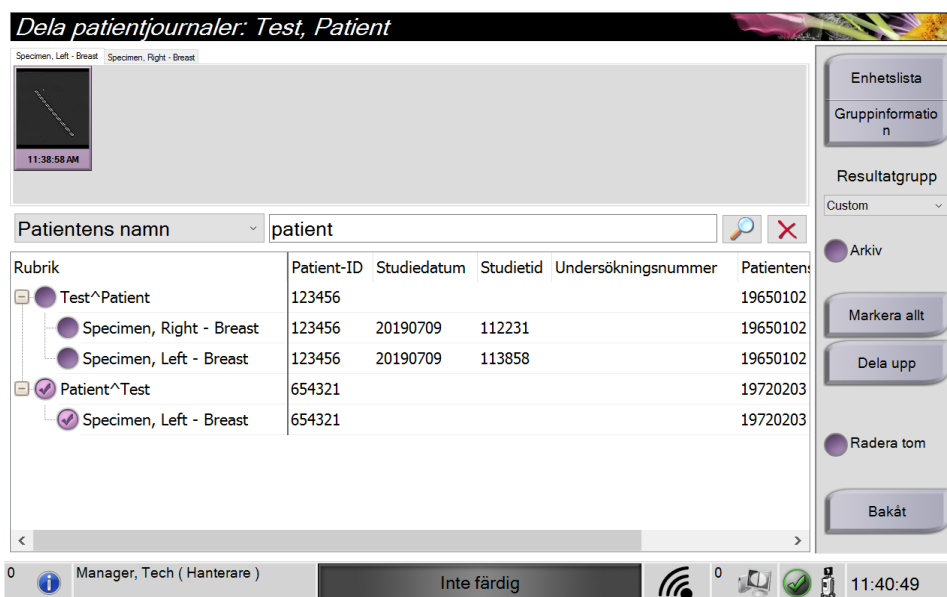 Dela patientjournaler: Test, Patient
Specimen, Left - Breast Specimen, Right - Breast
11:38:58 AM
Enhetslista
Gruppinformatio
n
Resultatgrupp
Custom
Arkiv
Markera allt
Dela upp
Radera tom
Bakåt
Patientens namn patient
Rubrik Patient-ID Studiedatum Studietid Undersökningsnummer Patientens
Test^Patient 123456 19650102
Specimen, Right - Breast 123456 20190709 112231 19650102
Specimen, Left - Breast 123456 20190709 113858 19650102
Patient^Test 654321 19720203
Specimen, Left - Breast 654321 19720203
0 Manager, Tech ( Hanterare ) Inte färdig 0 11:40:49